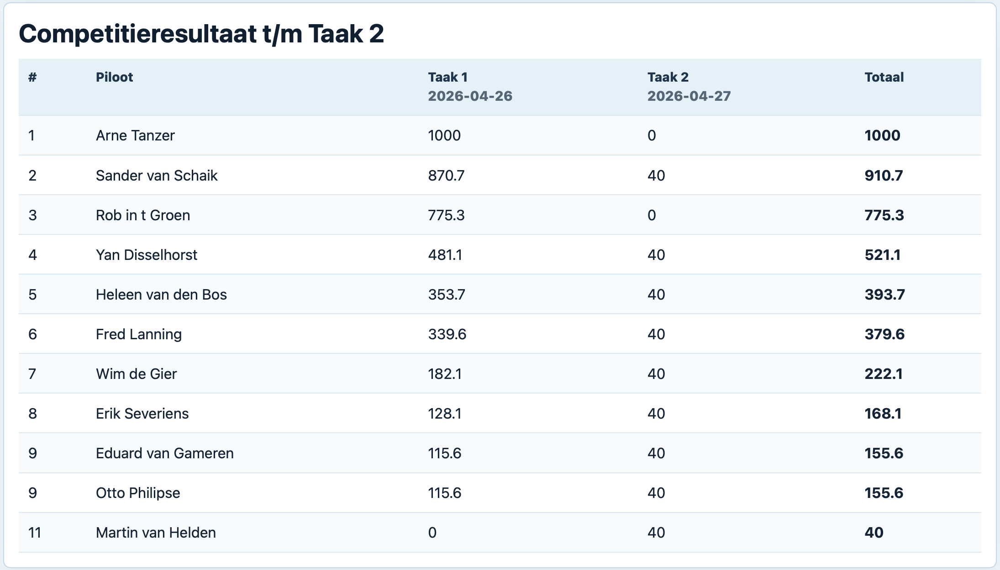 Competitieresultaat t/m Taak 2
# Piloot Taak 1 Taak 2 Totaal
2026-04-26 2026-04-27
1 Arne Tanzer 1000 0 1000
2 Sander van Schaik 870.7 40 910.7
3 Rob in t Groen 775.3 0 775.3
4 Yan Disselhorst 481.1 40 521.1
5 Heleen van den Bos 353.7 40 393.7
6 Fred Lanning 339.6 40 379.6
7 Wim de Gier 182.1 40 222.1
8 Erik Severiens 128.1 40 168.1
9 Eduard van Gameren 115.6 40 155.6
9 Otto Philipse 115.6 40 155.6
11 Martin van Helden 0 40 40